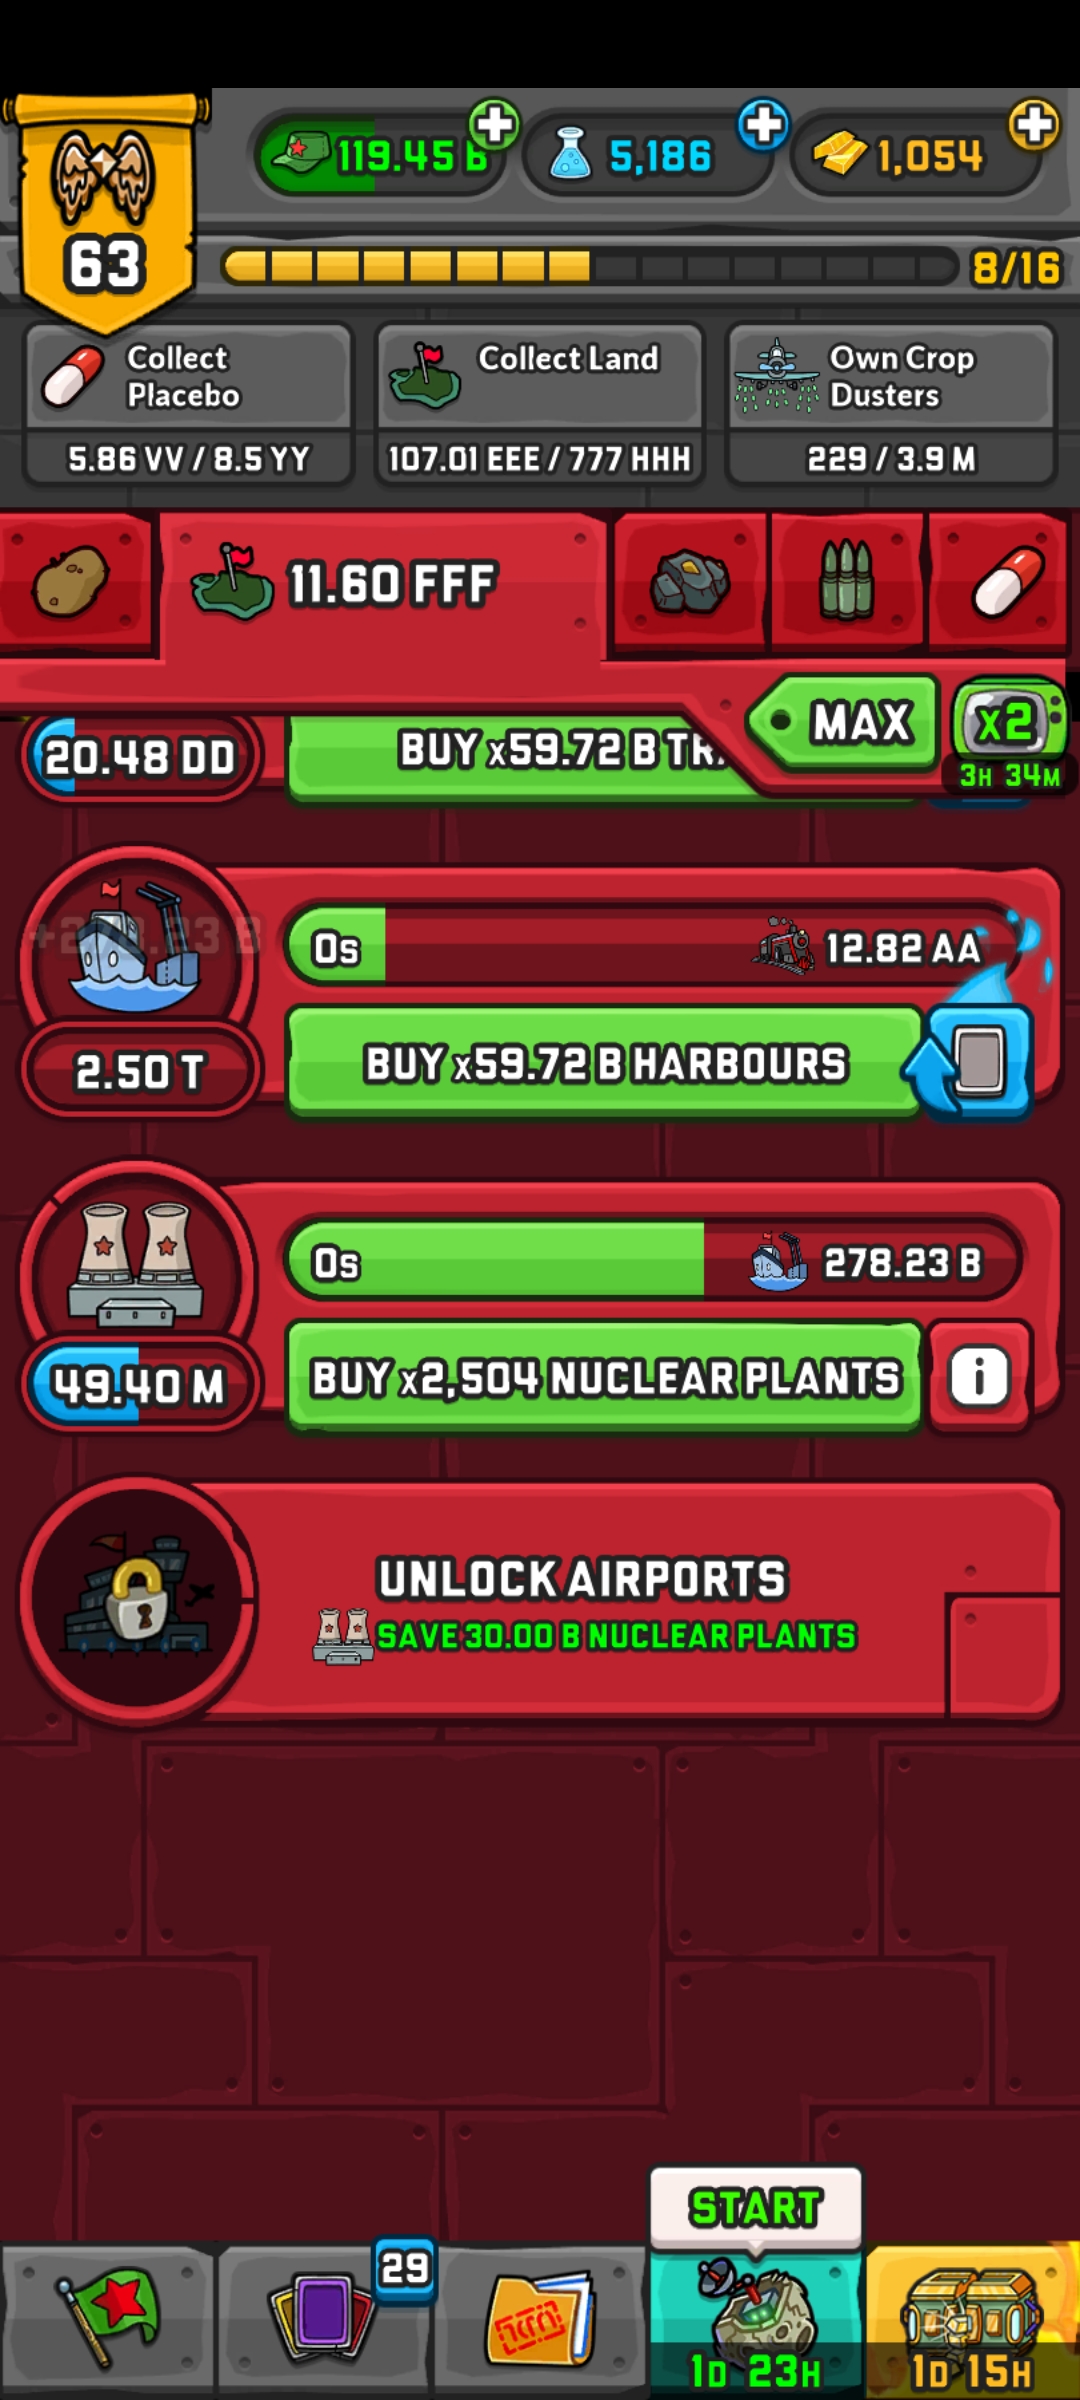 119.45 B
5,186
1,054
63
8/16
Collect
Placebo
5.86 VV / 8.5 YY
Collect Land
107.01 EEE / 777 HHH
Own Crop
Dusters
229 / 3.9 M
11.60 FFF
MAX
x2
3H 34M
20.48 DD
BUY x59.72 B
+278.23 B
0s
12.82 AA
2.50 T
BUY x59.72 B HARBOURS
0s
278.23 B
49.40 M
BUY x2,504 NUCLEAR PLANTS
i
UNLOCK AIRPORTS
SAVE 30.00 B NUCLEAR PLANTS
START
29
1D 23H
1D 15H